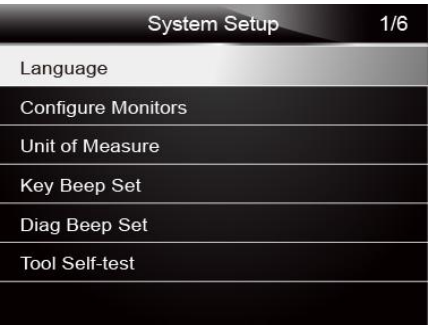 System Setup 1/6
Language
Configure Monitors
Unit of Measure
Key Beep Set
Diag Beep Set
Tool Self-test